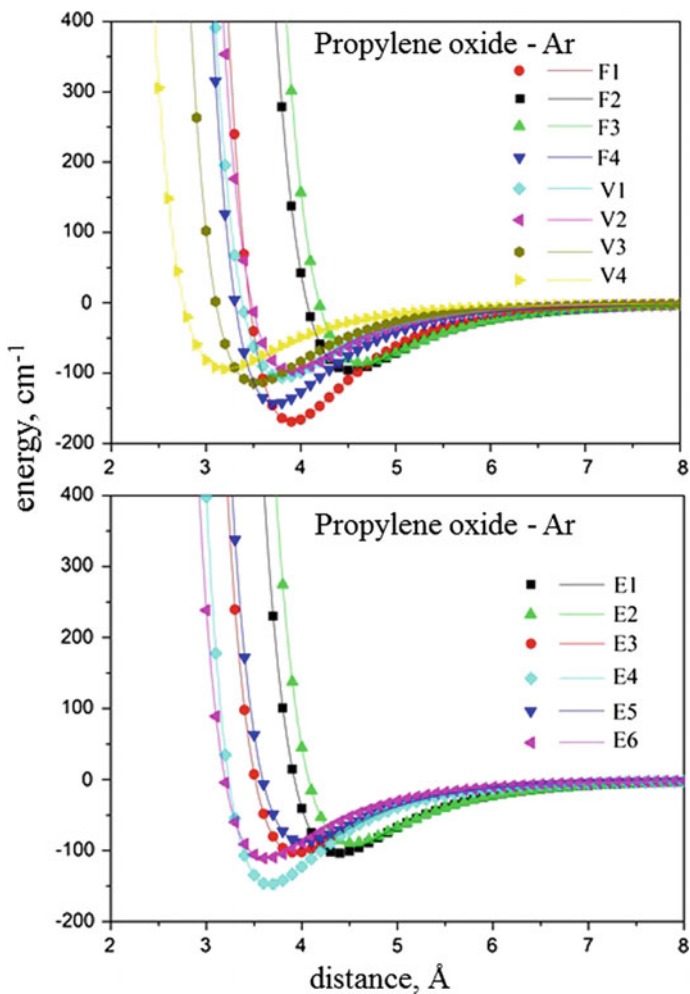 400
Propylene oxide - Ar
300
F1
F2
200
F3
F4
100
V1
V2
0
V3
V4
-100
-200
2 3 4 5 6 7 8
energy, cm-1
400
Propylene oxide - Ar
300
E1
200
E2
E3
100
E4
E5
0
E6
-100
-200
2 3 4 5 6 7 8
distance, Å